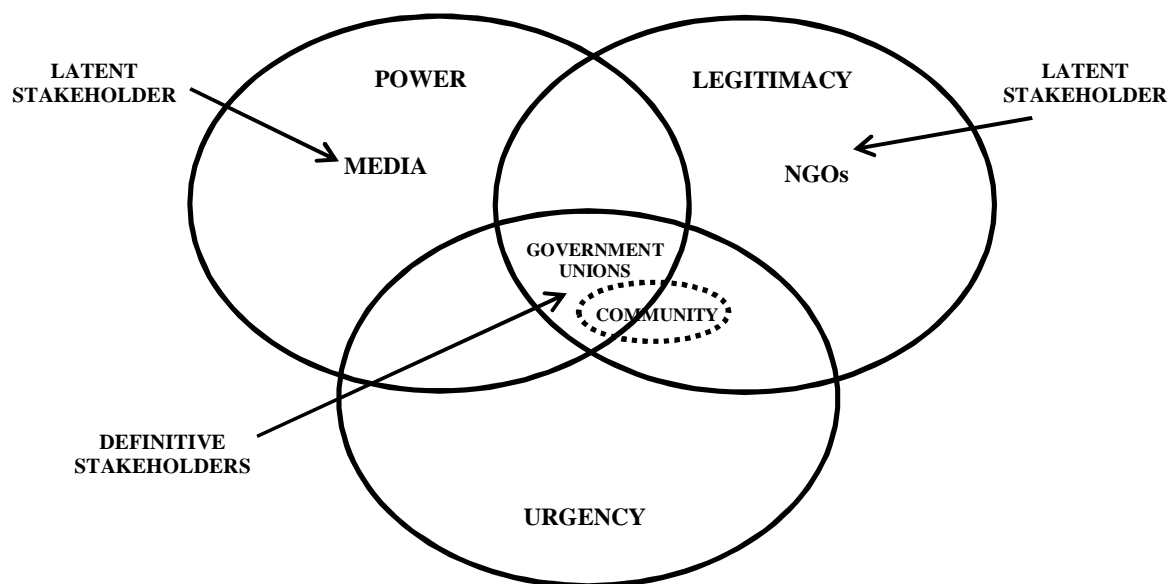 LATENT
STAKEHOLDER
POWER
LEGITIMACY
LATENT
STAKEHOLDER
MEDIA
NGOs
GOVERNMENT
UNIONS
COMMUNITY
DEFINITIVE
STAKEHOLDERS
URGENCY